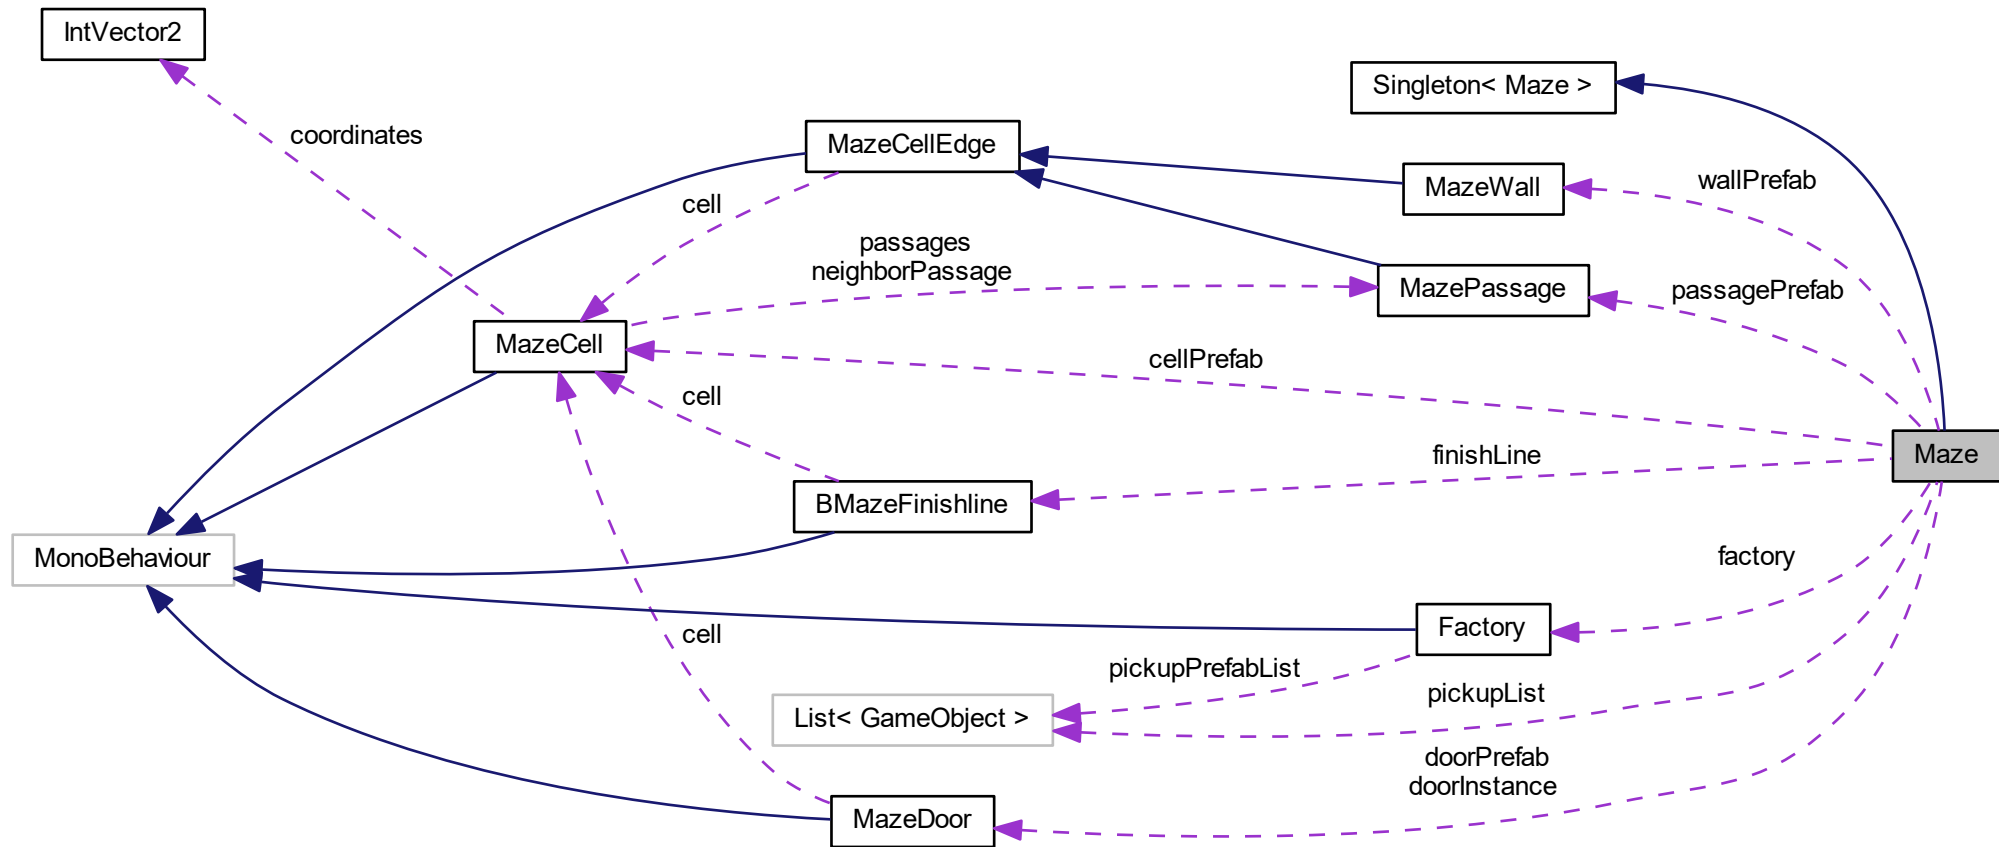 IntVector2
Singleton< Maze >
coordinates
MazeCellEdge
wallPrefab
MazeWall
cell
passages
neighborPassage
MazePassage
passagePrefab
MazeCell
cellPrefab
cell
finishLine
Maze
BMazeFinishline
MonoBehaviour
factory
Factory
cell
pickupPrefabList
pickupList
List< GameObject >
doorPrefab
doorInstance
MazeDoor